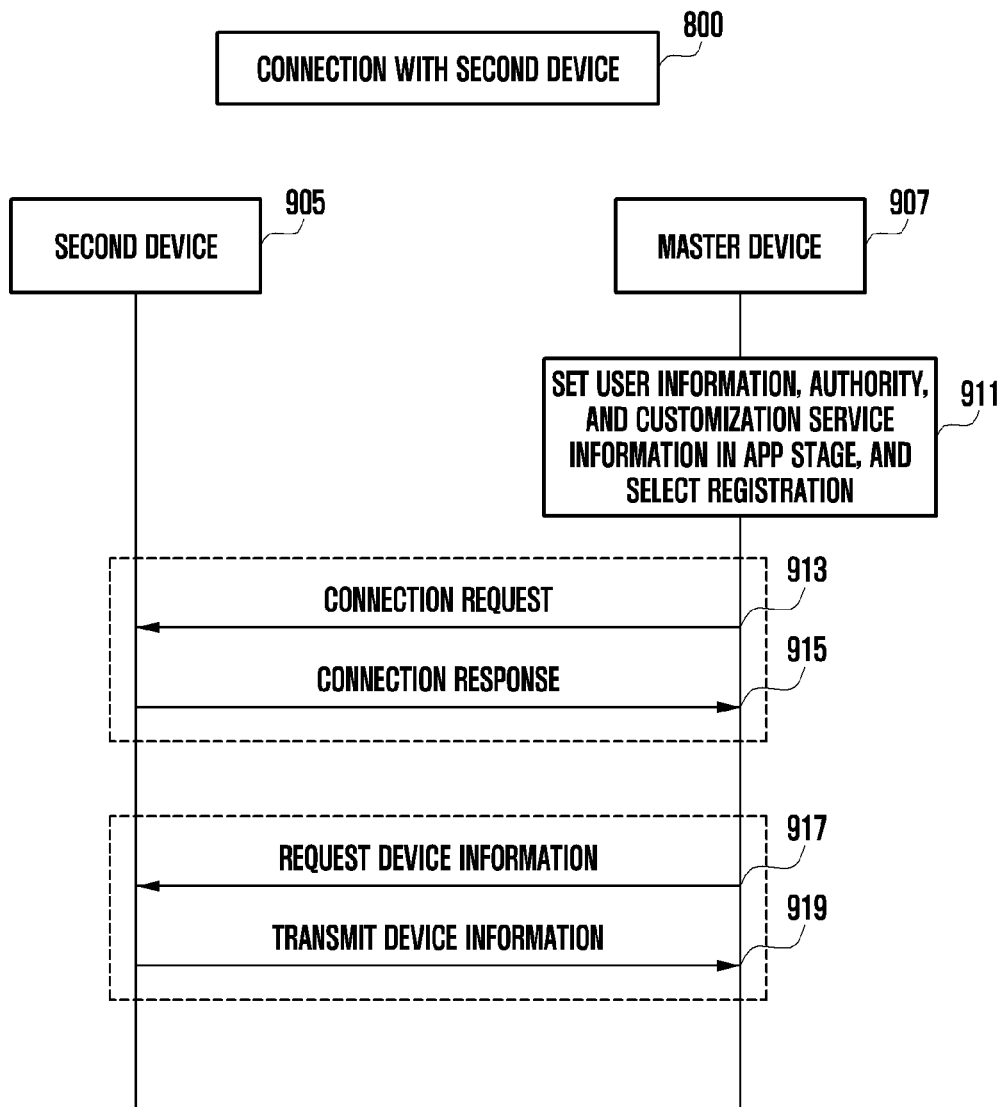 800
CONNECTION WITH SECOND DEVICE
905
907
SECOND DEVICE
MASTER DEVICE
SET USER INFORMATION, AUTHORITY,
AND CUSTOMIZATION SERVICE
INFORMATION IN APP STAGE, AND
SELECT REGISTRATION
911
913
CONNECTION REQUEST
915
CONNECTION RESPONSE
917
REQUEST DEVICE INFORMATION
919
TRANSMIT DEVICE INFORMATION